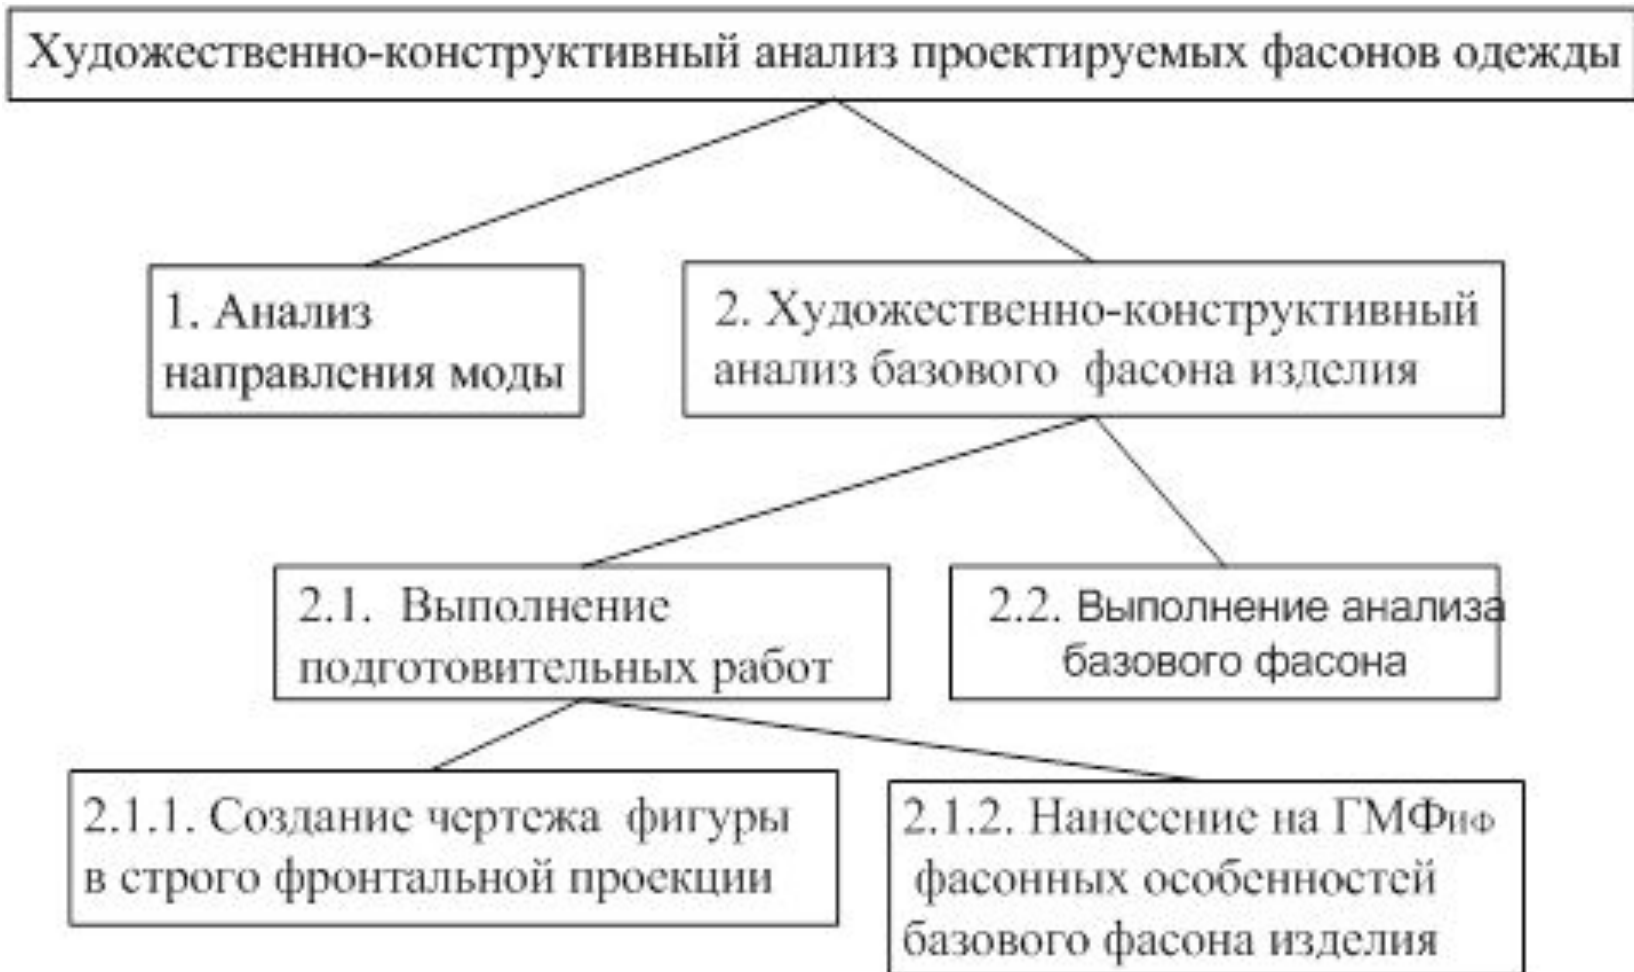 Художественно-конструктивный анализ проектируемых фасонов одежды
1. Анализ
направления моды
2. Художественно-конструктивный
анализ базового фасона изделия
2.1. Выполнение
подготовительных работ
2.2. Выполнение анализа
базового фасона
2.1.1. Создание чертежа фигуры
в строго фронтальной проекции
2.1.2. Нанесение на ГМФиФ
фасонных особенностей
базового фасона изделия